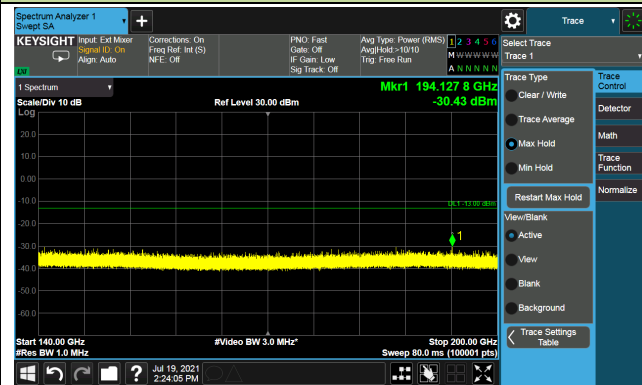 Spectrum Analyzer 1
Swept SA
Trace
KEYSIGHT
Input: Ext Mixer
Signal ID: On
Align: Auto
Corrections: On
Freq Ref: Int (S)
NFE: Off
PNO: Fast
Gate: Off
IF Gain: Low
Sig Track: Off
Avg Type: Power (RMS)
Avg|Hold:>10/10
Trig: Free Run
1 2 3 4 5 6
M W W W W W
A N N N N N
Select Trace
Trace 1
1 Spectrum
Scale/Div 10 dB
Ref Level 30.00 dBm
Mkr1 194.127 8 GHz
-30.43 dBm
Log
20.0
10.0
0.00
-10.0
-20.0
-30.0
-40.0
-50.0
-60.0
DL1 -13.00 dBm
1
Start 140.00 GHz
#Res BW 1.0 MHz
#Video BW 3.0 MHz*
Stop 200.00 GHz
Sweep 80.0 ms (100001 pts)
Trace Type
Clear / Write
Trace Average
Max Hold
Min Hold
Restart Max Hold
View/Blank
Active
View
Blank
Background
Trace Settings
Table
Trace
Control
Detector
Math
Trace
Function
Normalize
?
Jul 19, 2021
2:24:05 PM